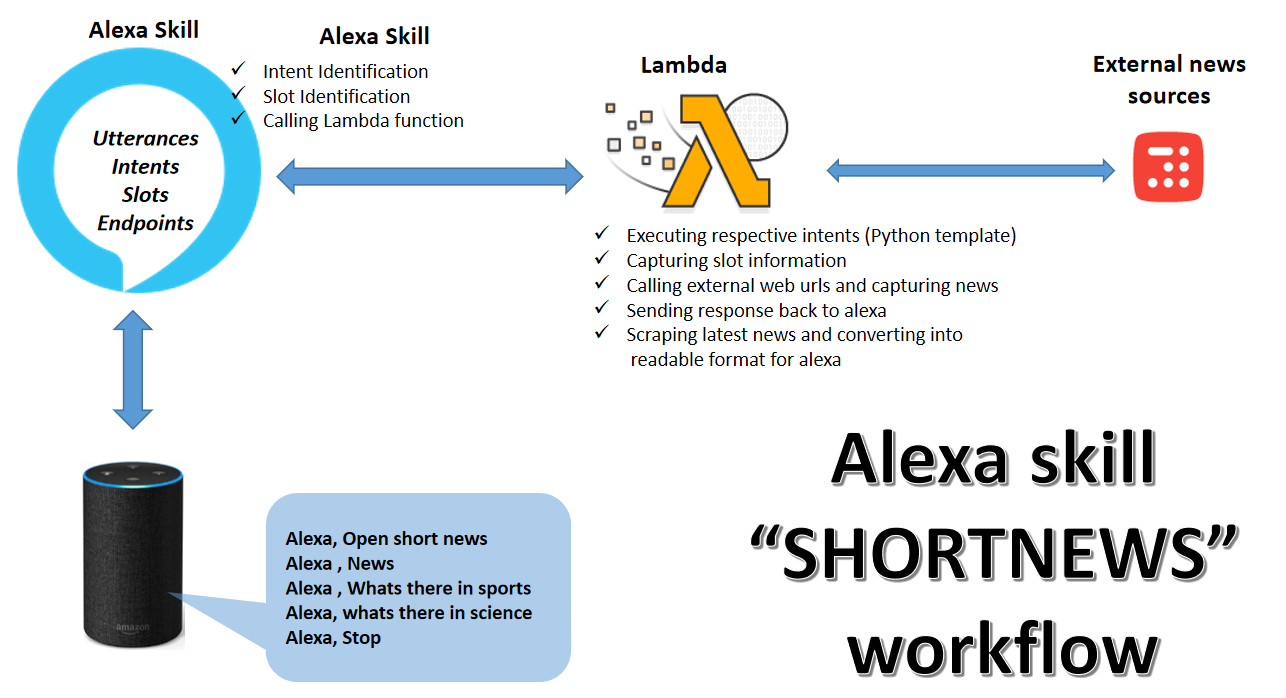 Alexa Skill
Utterances
Intents
Slots
Endpoints
Alexa Skill
✓ Intent Identification
✓ Slot Identification
✓ Calling Lambda function
Lambda
✓ Executing respective intents (Python template)
✓ Capturing slot information
✓ Calling external web urls and capturing news
✓ Sending response back to alexa
✓ Scraping latest news and converting into
readable format for alexa
External news
sources
amazon
Alexa, Open short news
Alexa , News
Alexa , Whats there in sports
Alexa, whats there in science
Alexa, Stop
Alexa skill
“SHORTNEWS”
workflow